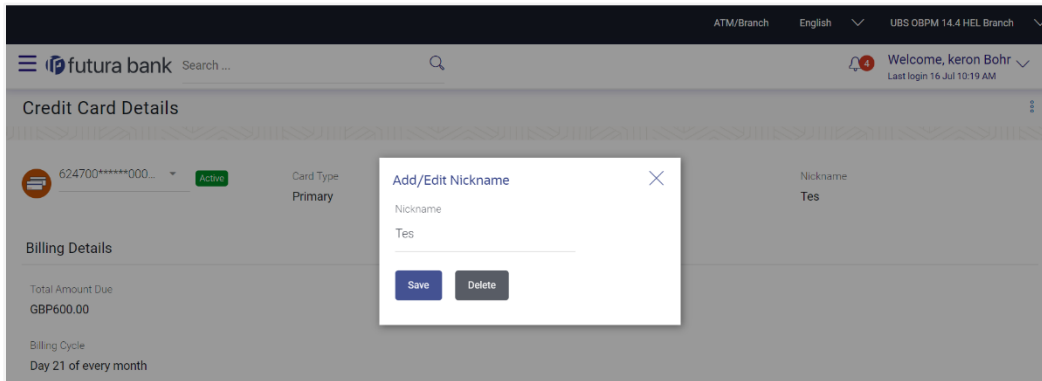 ATM/Branch English UBS OBPM 14.4 HEL Branch
futura bank Search ... 4 Welcome, keron Bohr
Last login 16 Jul 10:19 AM
Credit Card Details
624700******000... Active
Card Type
Primary
Nickname
Tes
Add/Edit Nickname
Nickname
Tes
Save Delete
Billing Details
Total Amount Due
GBP600.00
Billing Cycle
Day 21 of every month